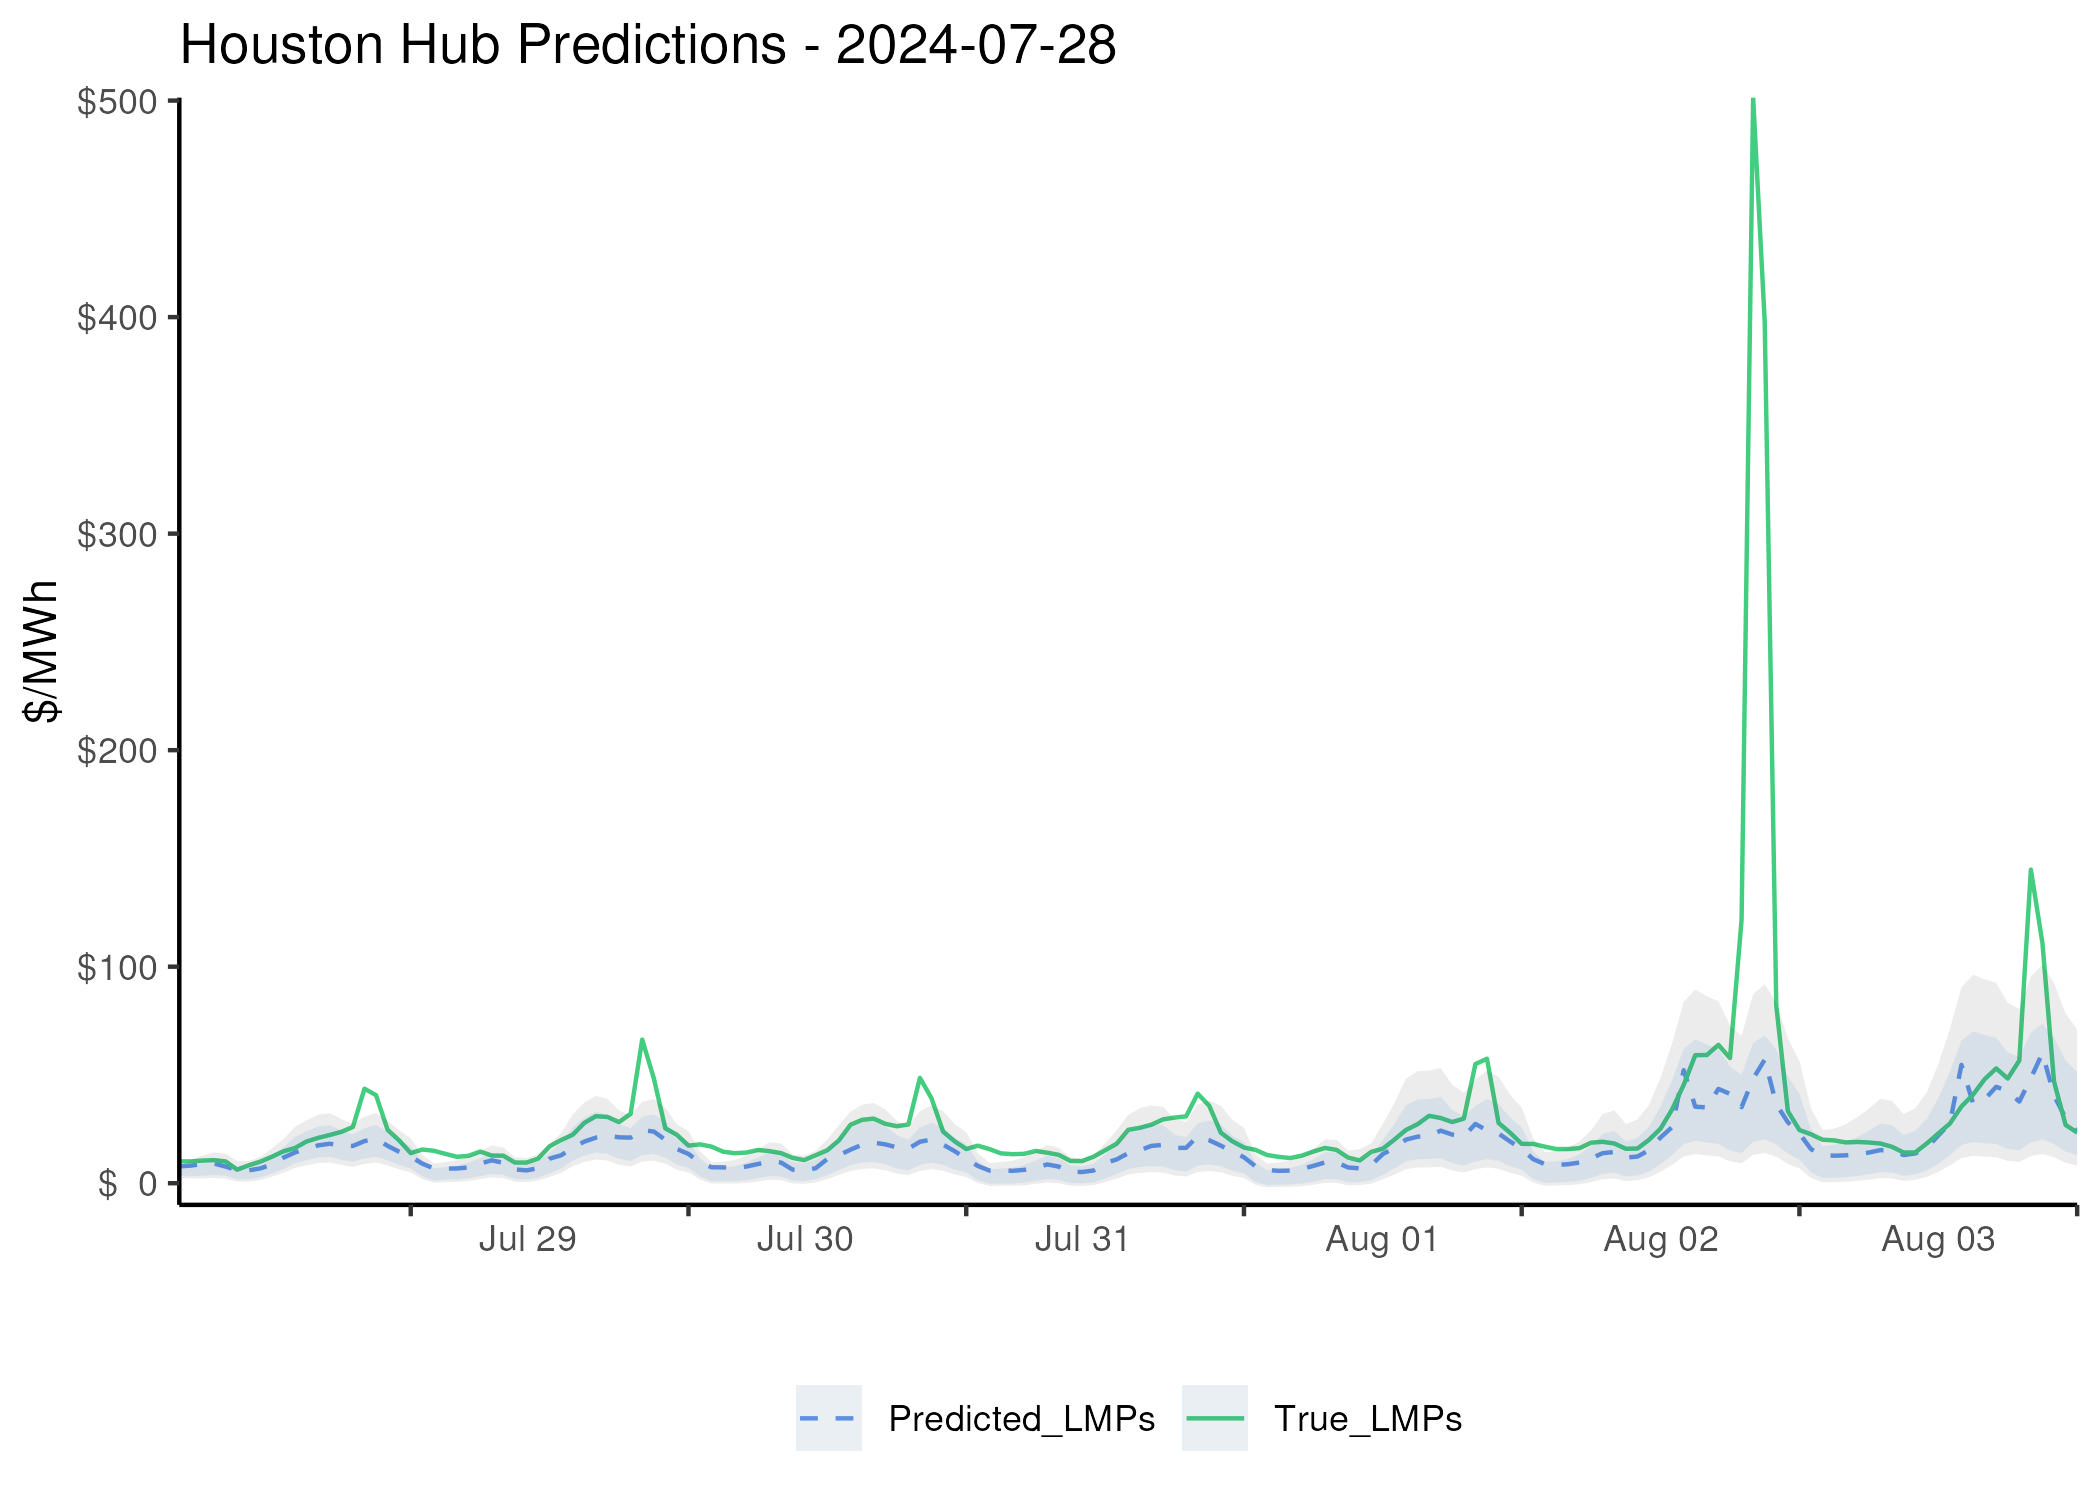 Houston Hub Predictions - 2024-07-28
$500
$400
$300
$200
$100
$ 0
$/MWh
Jul 29 Jul 30 Jul 31 Aug 01 Aug 02 Aug 03
Predicted_LMPs True_LMPs